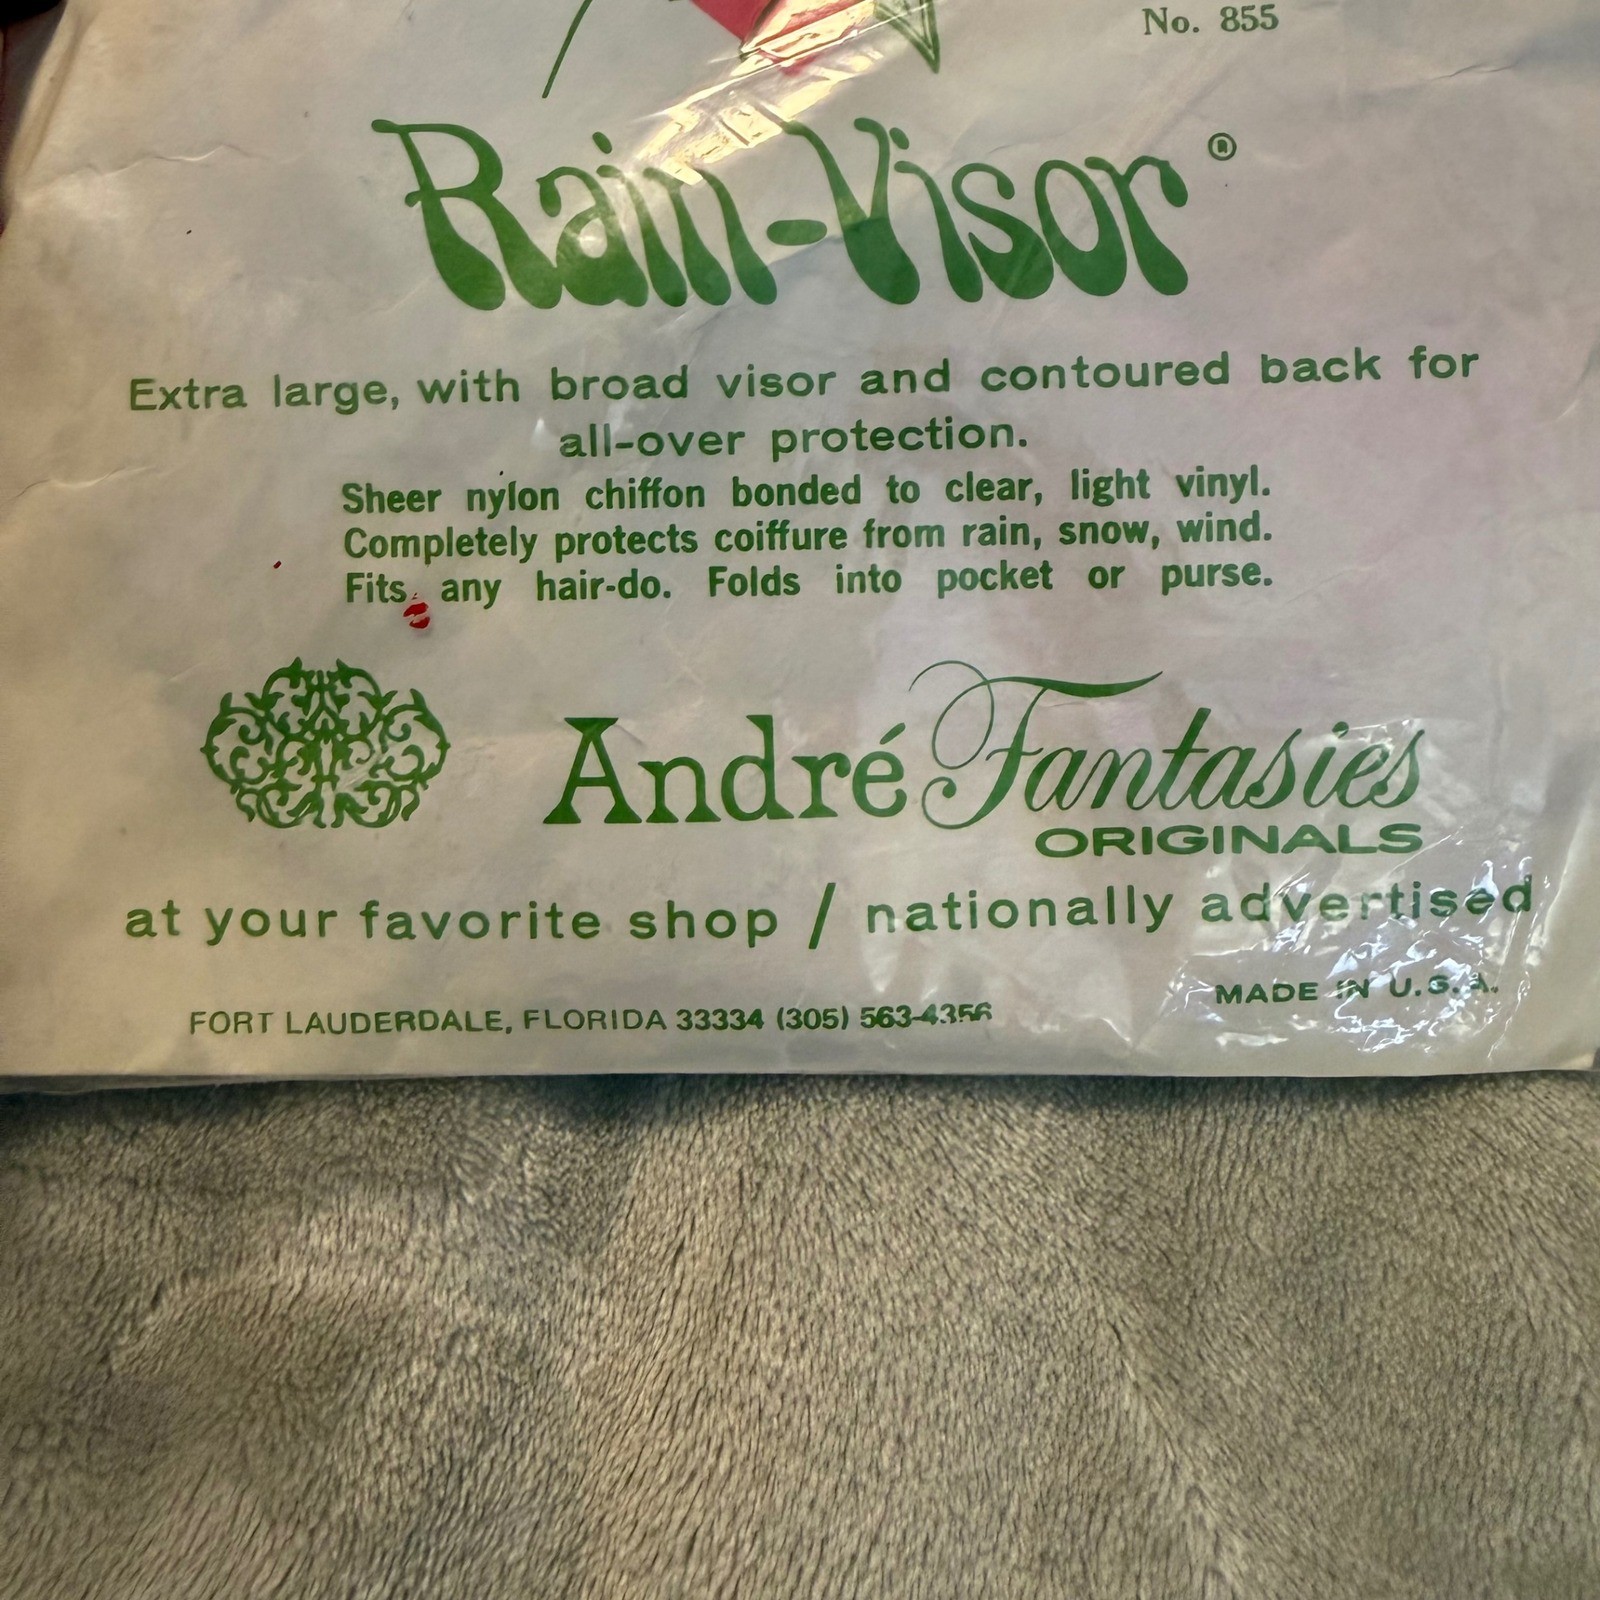 No. 855
Rain-Visor ®
Extra large, with broad visor and contoured back for
all-over protection.
Sheer nylon chiffon bonded to clear, light vinyl.
Completely protects coiffure from rain, snow, wind.
Fits any hair-do. Folds into pocket or purse.
André Fantasies
ORIGINALS
at your favorite shop / nationally advertised
MADE IN U.S.A.
FORT LAUDERDALE, FLORIDA 33334 (305) 563-4356